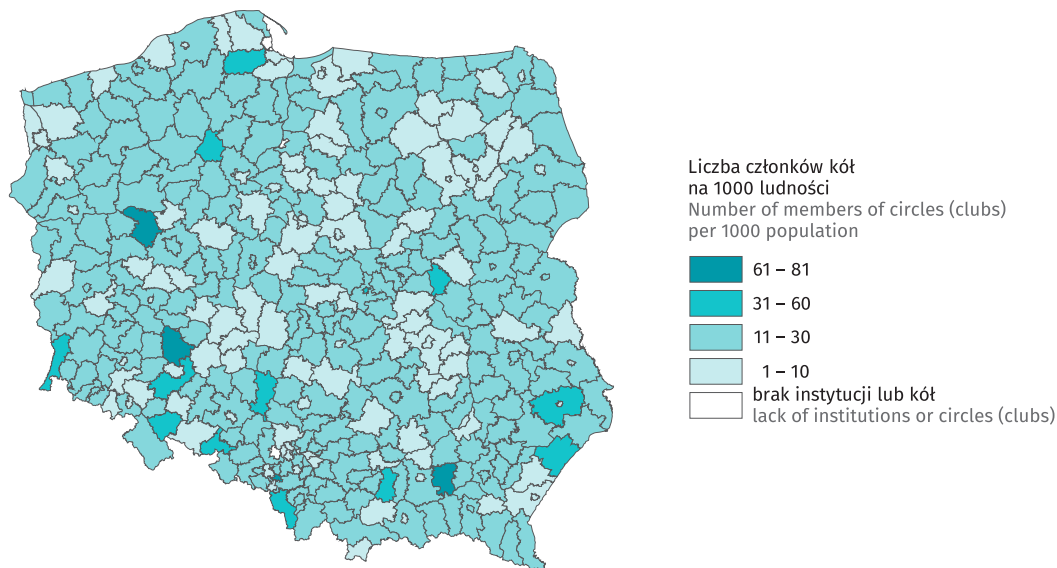 Liczba członków kół
na 1000 ludności
Number of members of circles (clubs)
per 1000 population
61 – 81
31 – 60
11 – 30
1 – 10
brak instytucji lub kół
lack of institutions or circles (clubs)